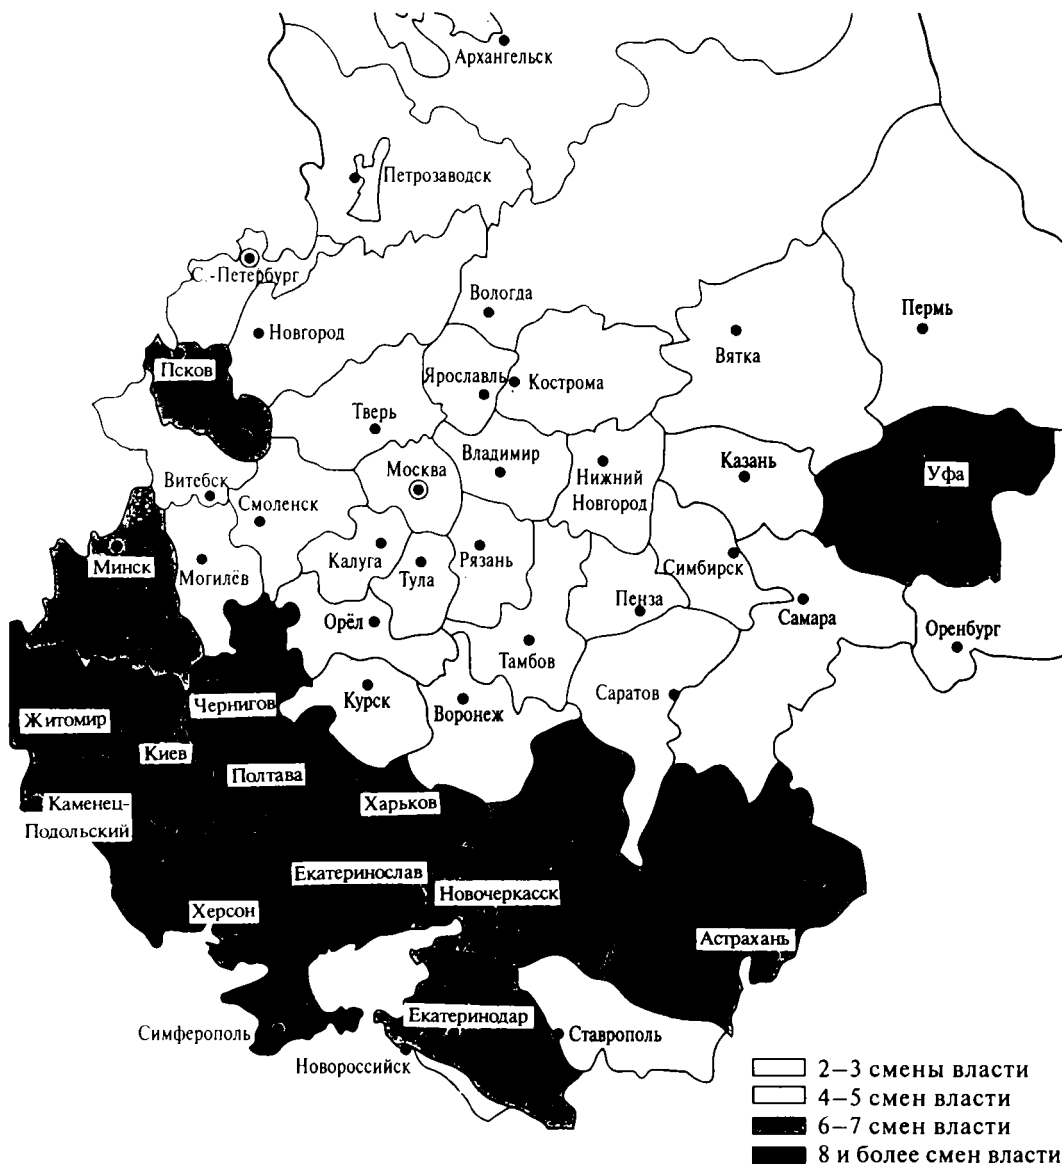 Архангельск
Петрозаводск
С.-Петербург
Вологда
Новгород
Пермь
Вятка
Псков
Ярославль
Кострома
Тверь
Владимир
Казань
Москва
Нижний
Новгород
Уфа
Витебск
Смоленск
Минск
Могилёв
Калуга
Тула
Рязань
Симбирск
Пенза
Самара
Орёл
Оренбург
Тамбов
Чернигов
Курск
Воронеж
Саратов
Житомир
Киев
Полтава
Харьков
Каменец-
Подольский
Екатеринослав
Новочеркасск
Херсон
Астрахань
Екатеринодар
Симферополь
Ставрополь
Новороссийск
2–3 смены власти
4–5 смен власти
6–7 смен власти
8 и более смен власти